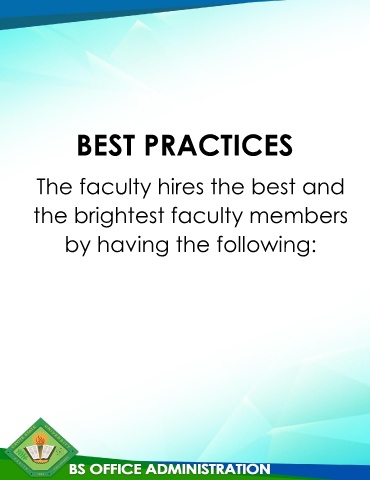 BEST PRACTICES
The faculty hires the best and
the brightest faculty members
by having the following:
BS OFFICE ADMINISTRATION